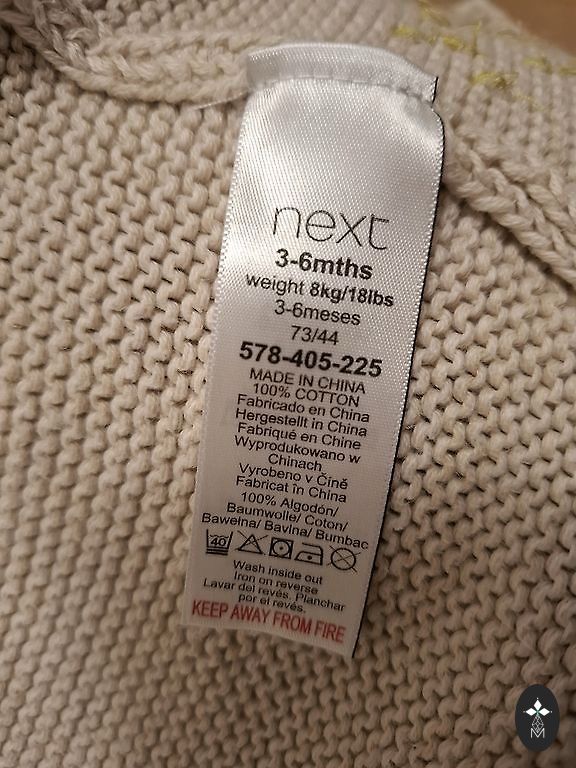 next
3-6mths
weight 8kg/18lbs
3-6meses
73/44
578-405-225
MADE IN CHINA
100% COTTON
Fabricado en China
Hergestellt in China
Fabriqué en Chine
Wyprodukowano w
Chinach
Vyrobeno v Číně
Fabricat în China
100% Algodón/
Baumwolle/ Coton/
Bawełna/ Bavlna/ Bumbac
40
Wash inside out
Iron on reverse
Lavar del revés. Planchar
por el revés.
KEEP AWAY FROM FIRE
M